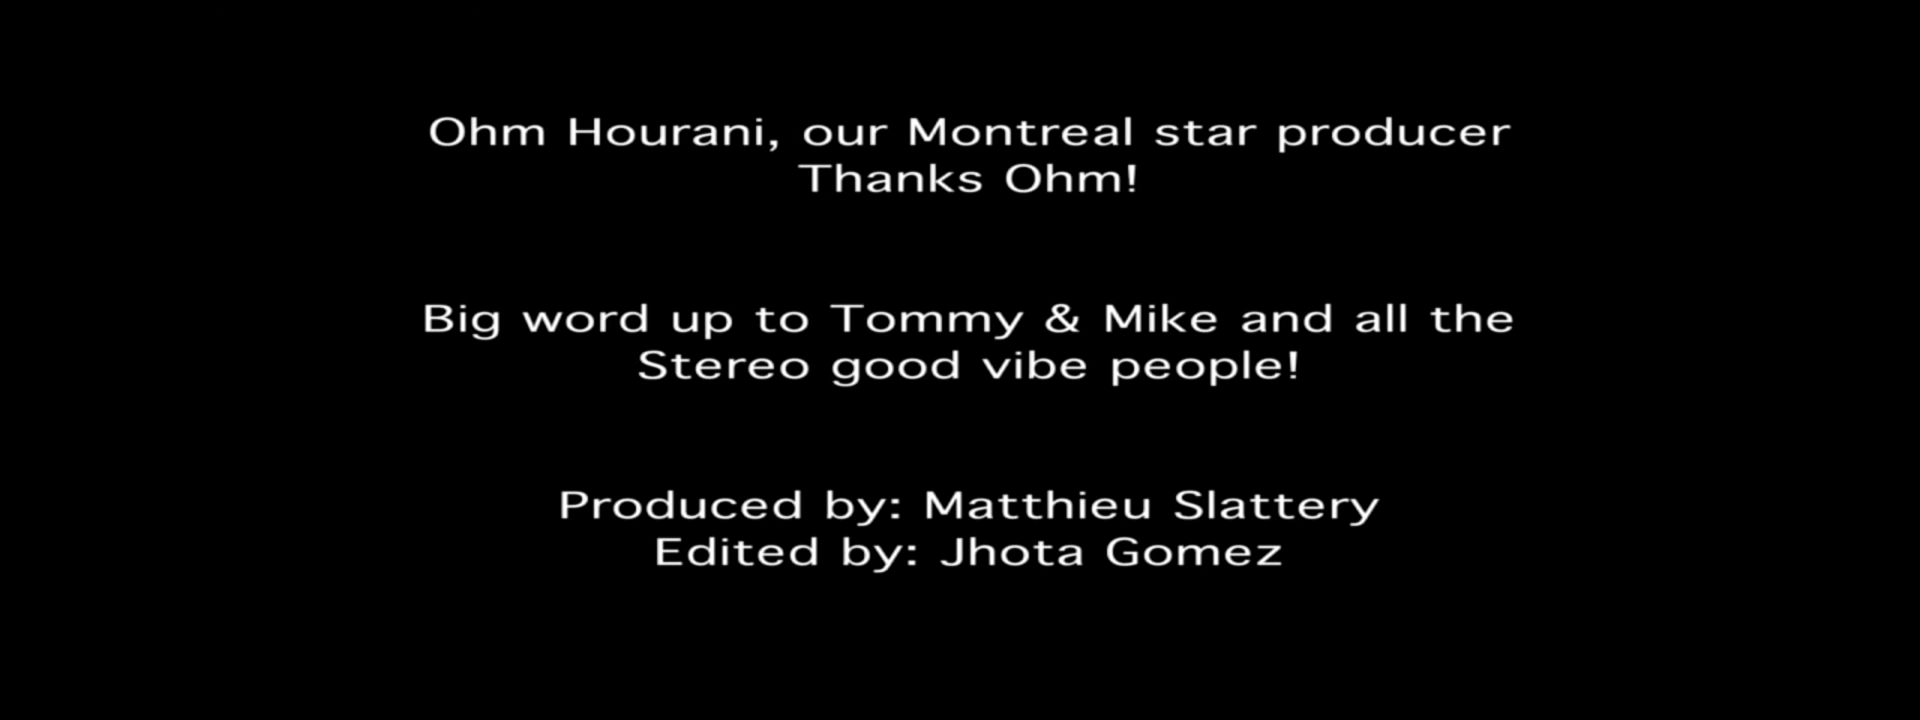 Ohm Hourani, our Montreal star producer
Thanks Ohm!
Big word up to Tommy & Mike and all the
Stereo good vibe people!
Produced by: Matthieu Slattery
Edited by: Jhota Gomez